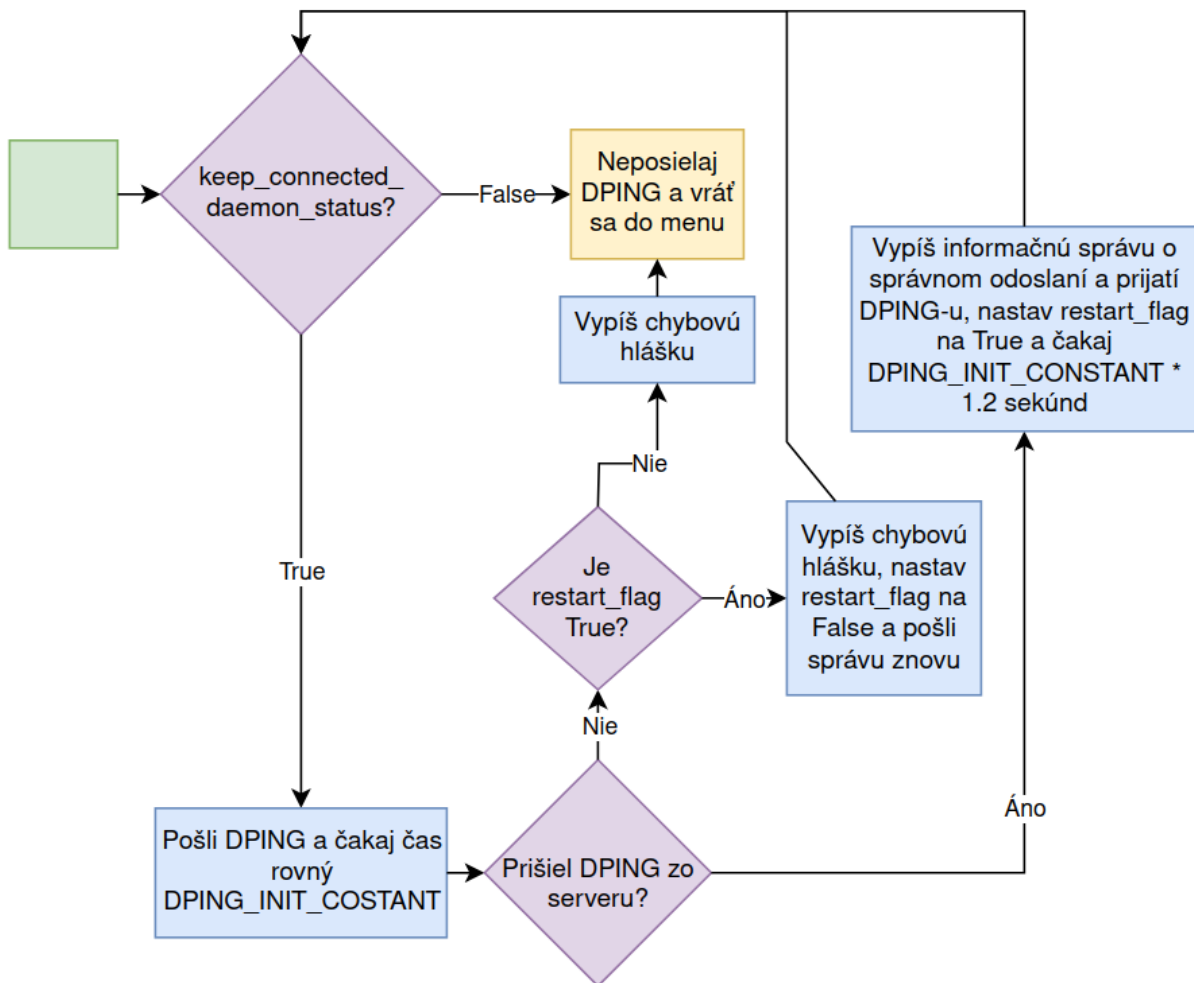 keep_connected_
daemon_status?
False
Neposielaj
DPING a vráť
sa do menu
Vypíš informačnú správu o
správnom odoslaní a prijatí
DPING-u, nastav restart_flag
na True a čakaj
DPING_INIT_CONSTANT *
1.2 sekúnd
Vypíš chybovú
hlášku
Nie
True
Je
restart_flag
True?
Áno
Vypíš chybovú
hlášku, nastav
restart_flag na
False a pošli
správu znovu
Nie
Áno
Pošli DPING a čakaj čas
rovný
DPING_INIT_COSTANT
Prišiel DPING zo
serveru?